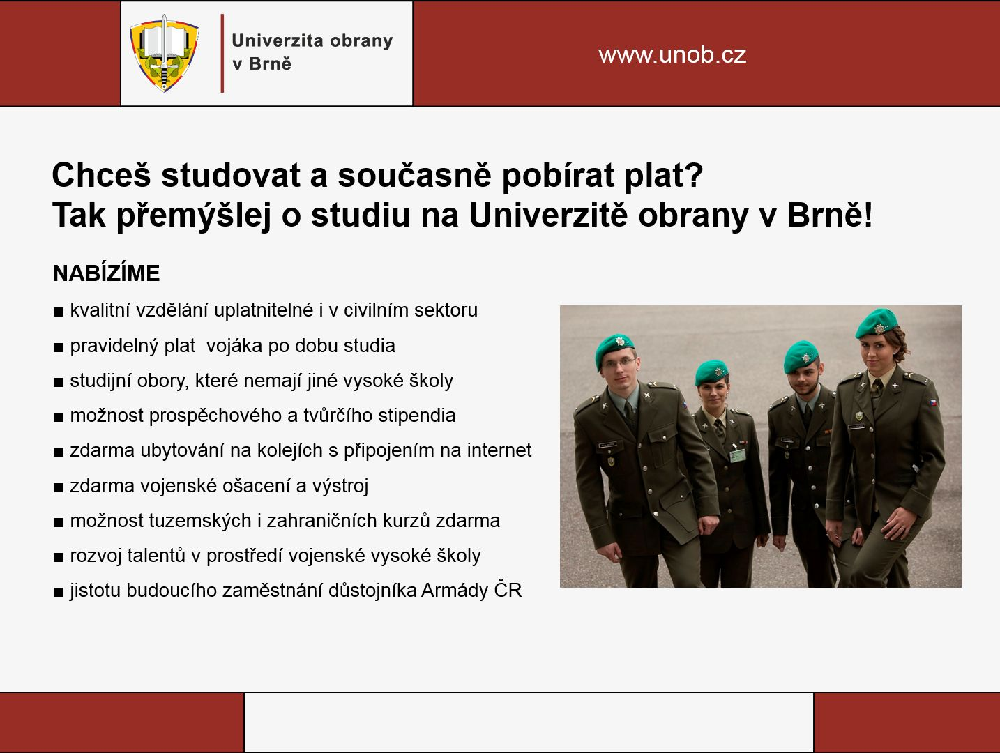 Univerzita obrany
v Brně
www.unob.cz
Chceš studovat a současně pobírat plat?
Tak přemýšlej o studiu na Univerzitě obrany v Brně!
NABÍZÍME
■ kvalitní vzdělání uplatnitelné i v civilním sektoru
■ pravidelný plat  vojáka po dobu studia
■ studijní obory, které nemají jiné vysoké školy
■ možnost prospěchového a tvůrčího stipendia
■ zdarma ubytování na kolejích s připojením na internet
■ zdarma vojenské ošacení a výstroj
■ možnost tuzemských i zahraničních kurzů zdarma
■ rozvoj talentů v prostředí vojenské vysoké školy
■ jistotu budoucího zaměstnání důstojníka Armády ČR